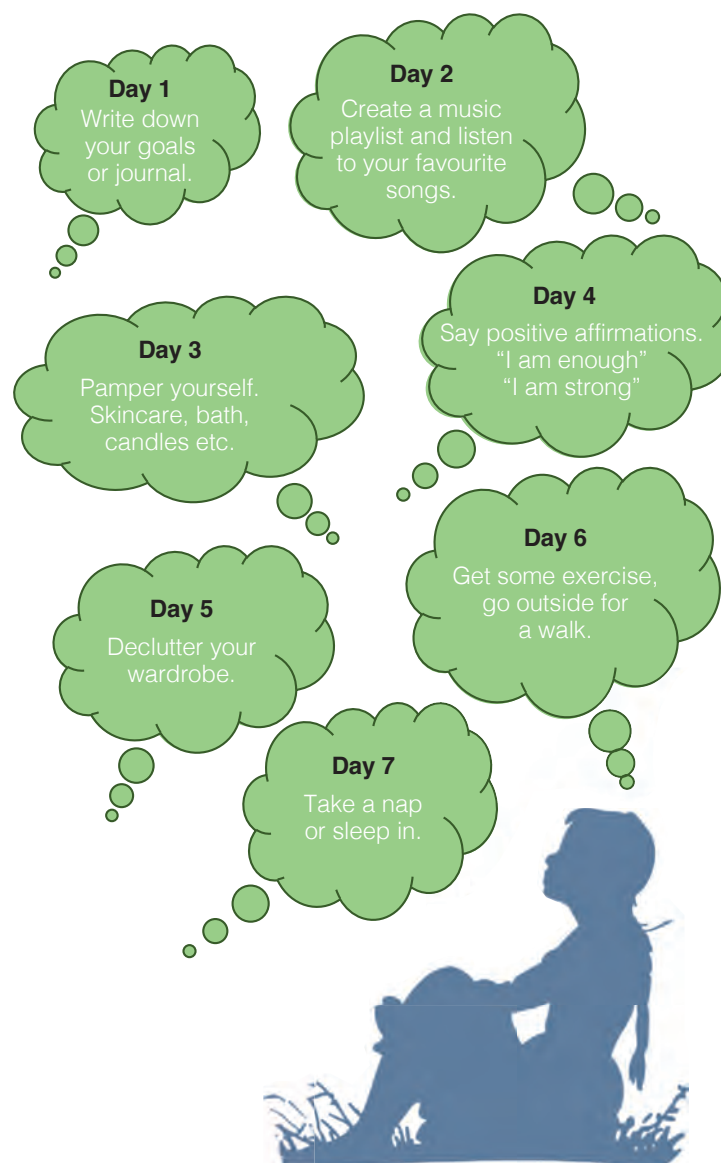 Day 1
Write down
your goals
or journal.
Day 2
Create a music
playlist and listen
to your favourite
songs.
Day 3
Pamper yourself.
Skincare, bath,
candles etc.
Day 4
Say positive affirmations.
“I am enough”
“I am strong”
Day 5
Declutter your
wardrobe.
Day 6
Get some exercise,
go outside for
a walk.
Day 7
Take a nap
or sleep in.